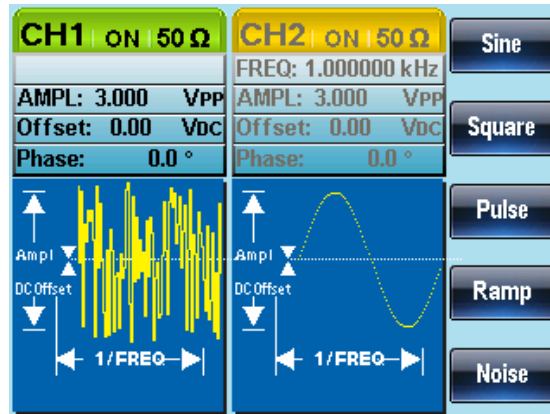 CH1 ON 50 Ω
AMPL: 3.000 VPP
Offset: 0.00 VDC
Phase: 0.0 °
Ampl
DC Offset
1/FREQ
CH2 ON 50 Ω
FREQ: 1.000000 kHz
AMPL: 3.000 VPP
Offset: 0.00 VDC
Phase: 0.0 °
Ampl
DC Offset
1/FREQ
Sine
Square
Pulse
Ramp
Noise